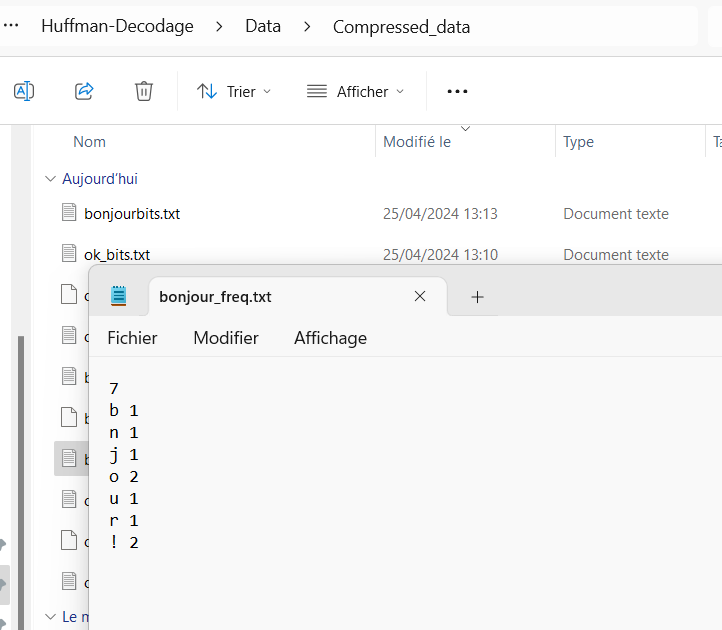 ... Huffman-Decodage > Data > Compressed_data
Trier Afficher ...
Nom Modifié le Type
Aujourd'hui
bonjourbits.txt 25/04/2024 13:13 Document texte
ok_bits.txt 25/04/2024 13:10 Document texte
bonjour_freq.txt
Fichier Modifier Affichage
7
b 1
n 1
j 1
o 2
u 1
r 1
! 2